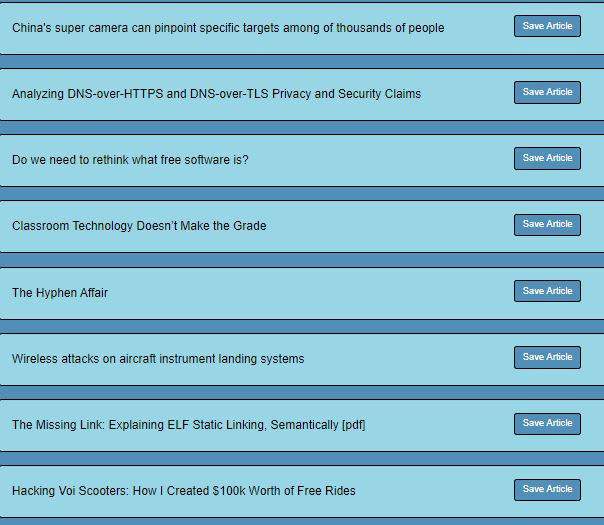 China's super camera can pinpoint specific targets among of thousands of people
Save Article
Analyzing DNS-over-HTTPS and DNS-over-TLS Privacy and Security Claims
Save Article
Do we need to rethink what free software is?
Save Article
Classroom Technology Doesn’t Make the Grade
Save Article
The Hyphen Affair
Save Article
Wireless attacks on aircraft instrument landing systems
Save Article
The Missing Link: Explaining ELF Static Linking, Semantically [pdf]
Save Article
Hacking Voi Scooters: How I Created $100k Worth of Free Rides
Save Article